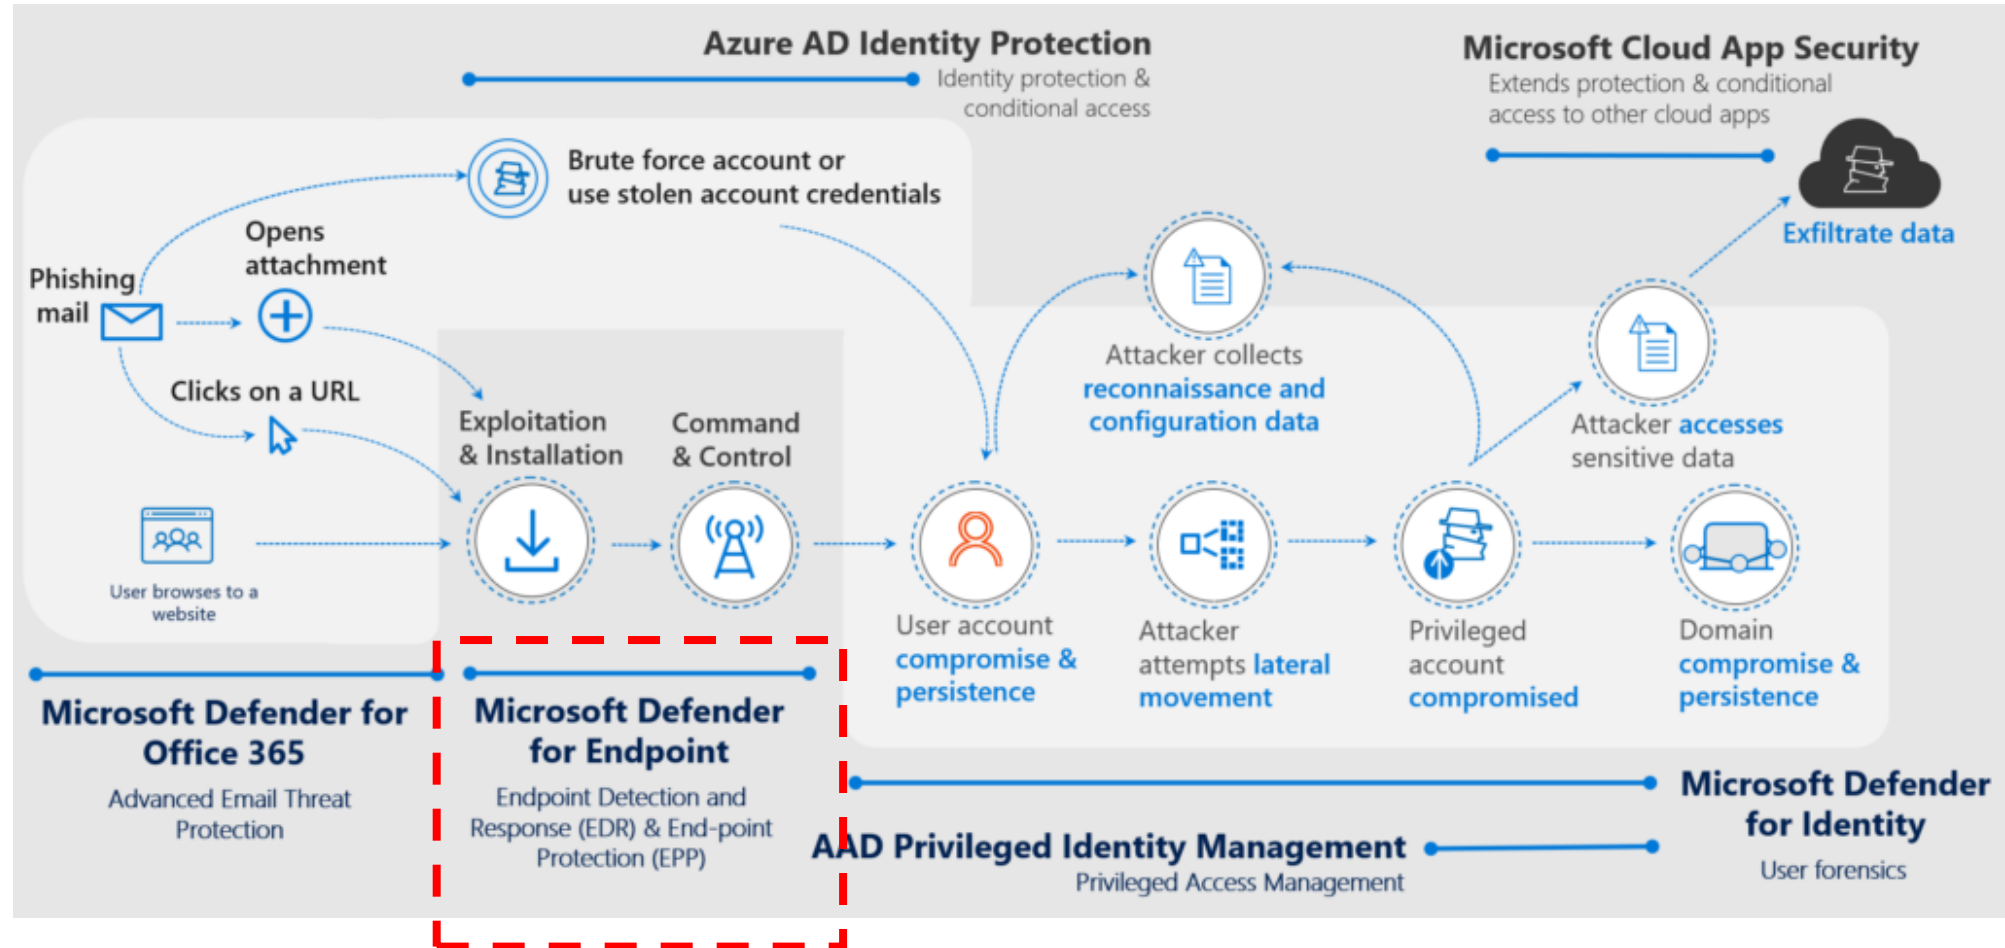 Azure AD Identity Protection
Identity protection &
conditional access
Microsoft Cloud App Security
Extends protection & conditional
access to other cloud apps
Brute force account or
use stolen account credentials
Exfiltrate data
Opens
attachment
Phishing
mail
Clicks on a URL
Exploitation
& Installation
Command
& Control
Attacker collects
reconnaissance and
configuration data
Attacker accesses
sensitive data
User browses to a
website
User account
compromise &
persistence
Attacker
attempts lateral
movement
Privileged
account
compromised
Domain
compromise &
persistence
Microsoft Defender for
Office 365
Advanced Email Threat
Protection
Microsoft Defender
for Endpoint
Endpoint Detection and
Response (EDR) & End-point
Protection (EPP)
AAD Privileged Identity Management
Privileged Access Management
Microsoft Defender
for Identity
User forensics